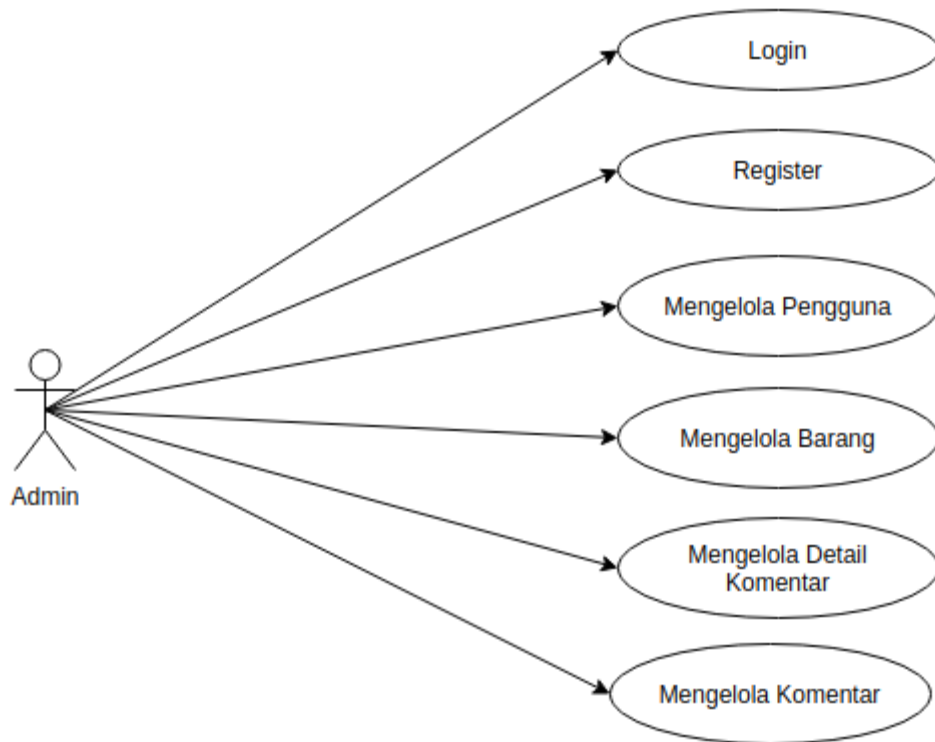 Login
Register
Mengelola Pengguna
Mengelola Barang
Admin
Mengelola Detail
Komentar
Mengelola Komentar